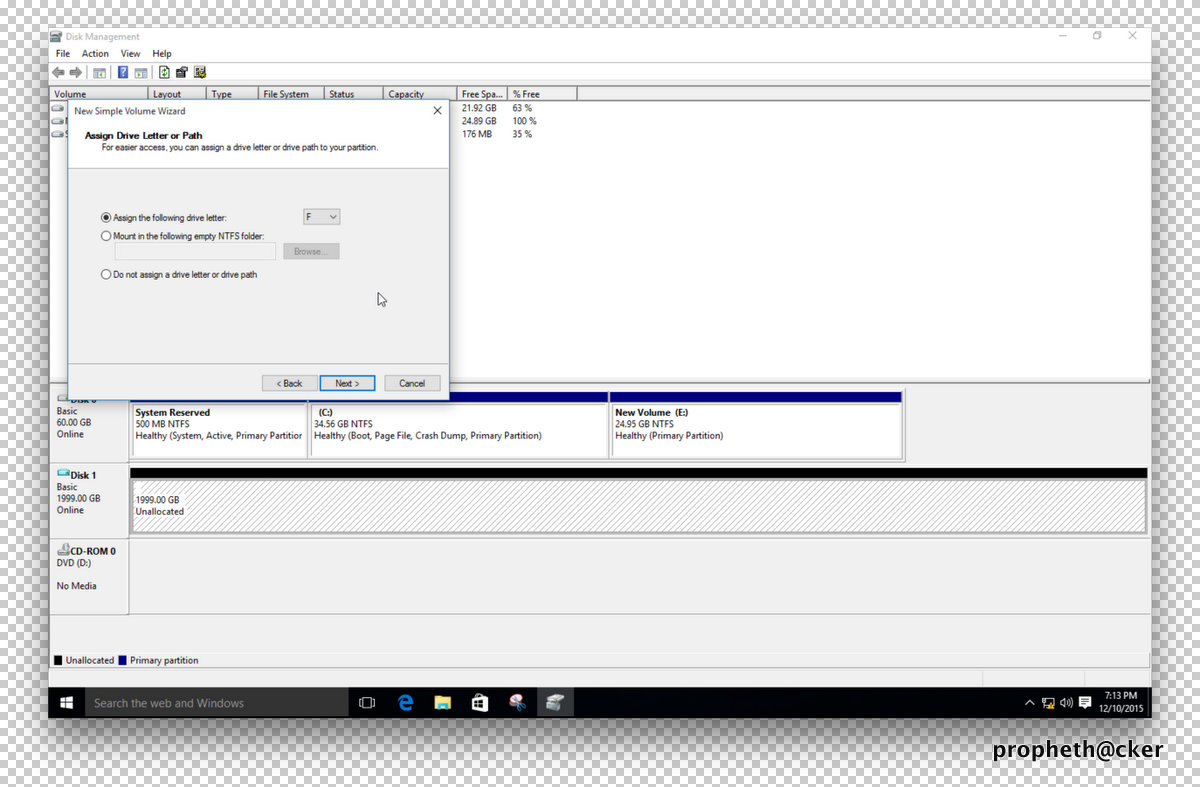 Disk Management
File Action View Help
Volume Layout Type File System Status Capacity Free Spa... % Free
21.92 GB 63 %
24.89 GB 100 %
176 MB 35 %
New Simple Volume Wizard
Assign Drive Letter or Path
For easier access, you can assign a drive letter or drive path to your partition.
Assign the following drive letter: F
Mount in the following empty NTFS folder:
Browse...
Do not assign a drive letter or drive path
< Back Next > Cancel
Disk 0
Basic
60.00 GB
Online
System Reserved
500 MB NTFS
Healthy (System, Active, Primary Partition
(C:)
34.56 GB NTFS
Healthy (Boot, Page File, Crash Dump, Primary Partition)
New Volume (E:)
24.95 GB NTFS
Healthy (Primary Partition)
Disk 1
Basic
1999.00 GB
Online
1999.00 GB
Unallocated
CD-ROM 0
DVD (D:)
No Media
Unallocated Primary partition
Search the web and Windows
7:13 PM
12/10/2015
propheth@cker